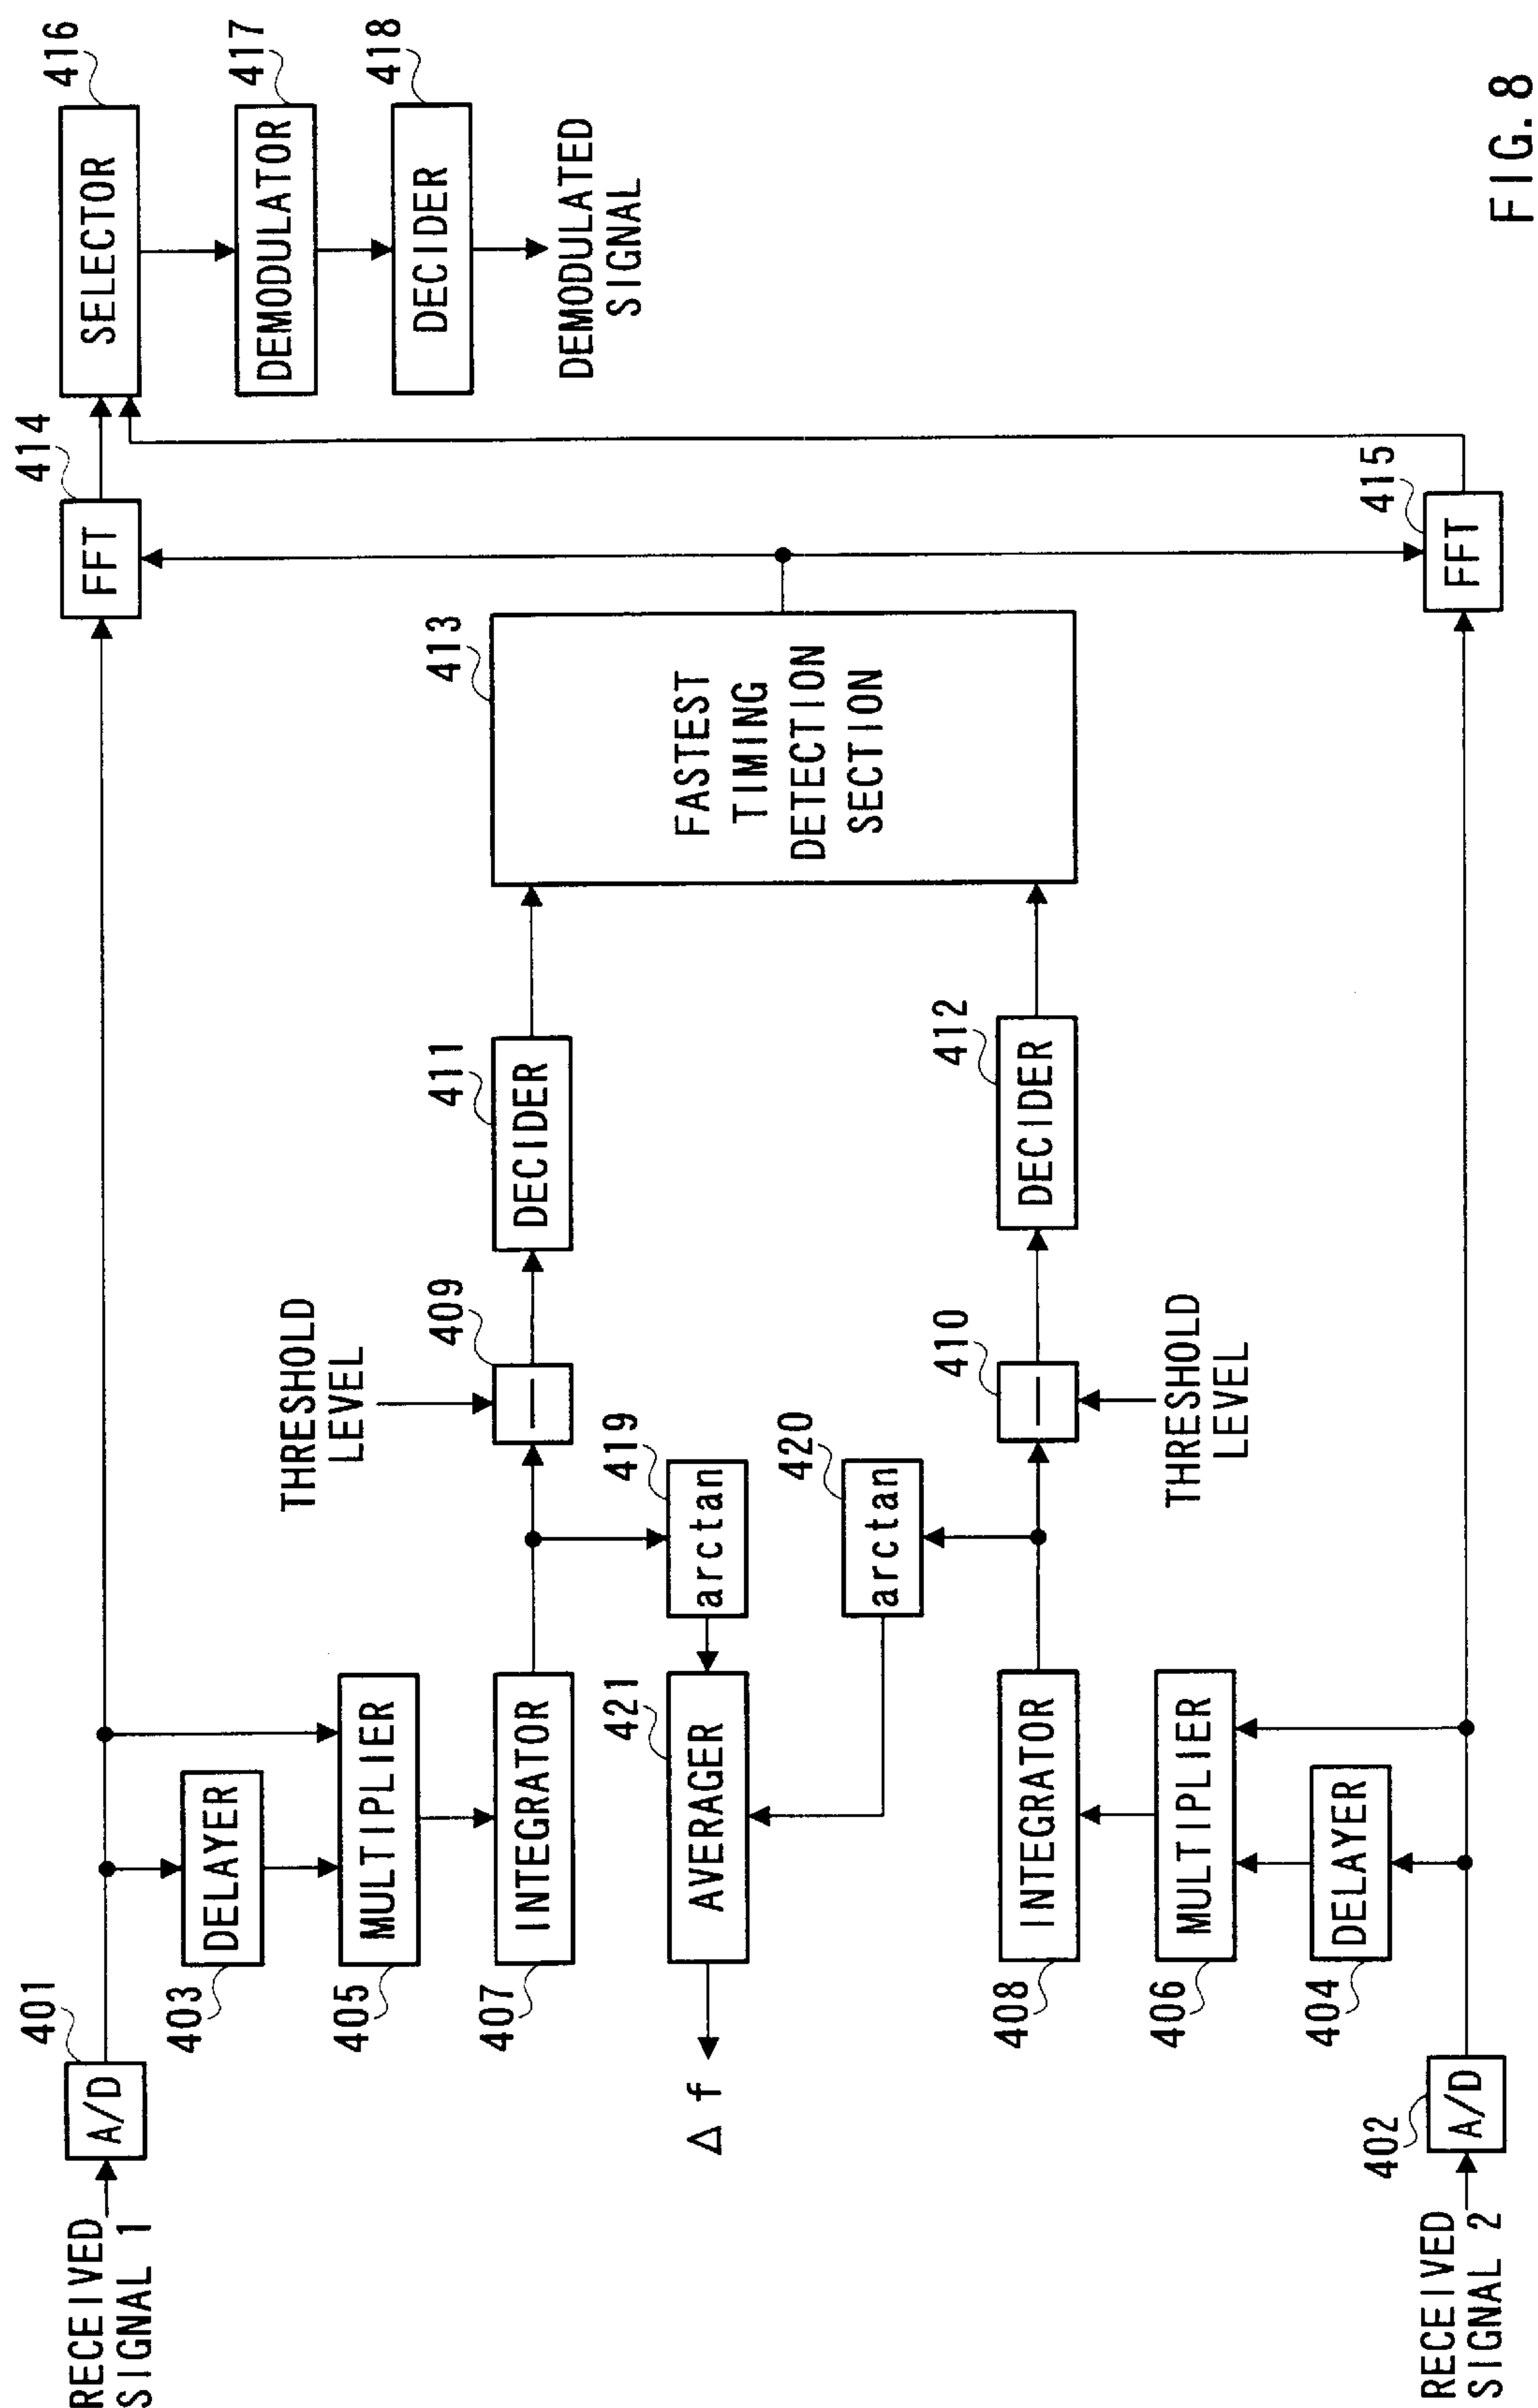 RECEIVED
SIGNAL 1
401
A/D
403
DELAYER
405
MULTIPLIER
407
INTEGRATOR
THRESHOLD
LEVEL
409
411
DECIDER
419
arctan
421
AVERAGER
Δ f
420
arctan
413
FASTEST
TIMING
DETECTION
SECTION
414
FFT
416
SELECTOR
417
DEMODULATOR
418
DECIDER
DEMODULATED
SIGNAL
408
INTEGRATOR
410
THRESHOLD
LEVEL
412
DECIDER
406
MULTIPLIER
404
DELAYER
402
A/D
RECEIVED
SIGNAL 2
415
FFT
FIG. 8